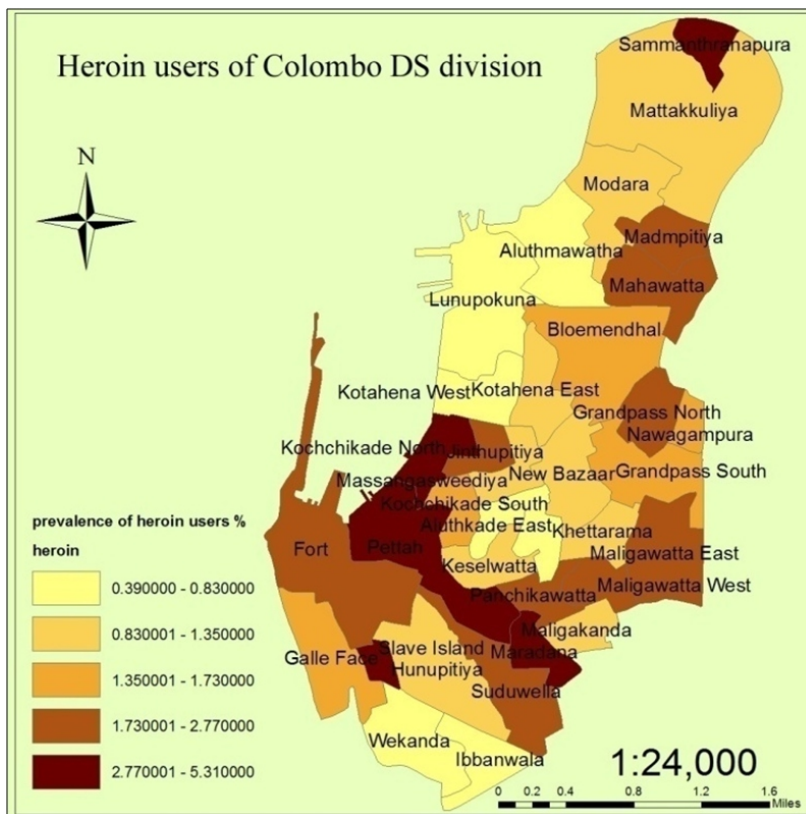 Heroin users of Colombo DS division
N
Sammanthranapura
Mattakkuliya
Modara
Madmpitiya
Aluthmawatha
Mahawatta
Lunupokuna
Bloemendhal
Kotahena West
Kotahena East
Grandpass North
Nawagampura
Kochchikade North
Jinthupitiya
Massangasweediya
New Bazaar
Grandpass South
Kochchikade South
Aluthkade East
Khettarama
Fort
Pettah
Maligawatta East
Keselwatta
Panchikawatta
Maligawatta West
Maligakanda
Slave Island
Maradana
Galle Face
Hunupitiya
Suduwella
Wekanda
Ibbanwala
prevalence of heroin users %
heroin
0.390000 - 0.830000
0.830001 - 1.350000
1.350001 - 1.730000
1.730001 - 2.770000
2.770001 - 5.310000
1:24,000
0 0.2 0.4 0.8 1.2 1.6
Miles